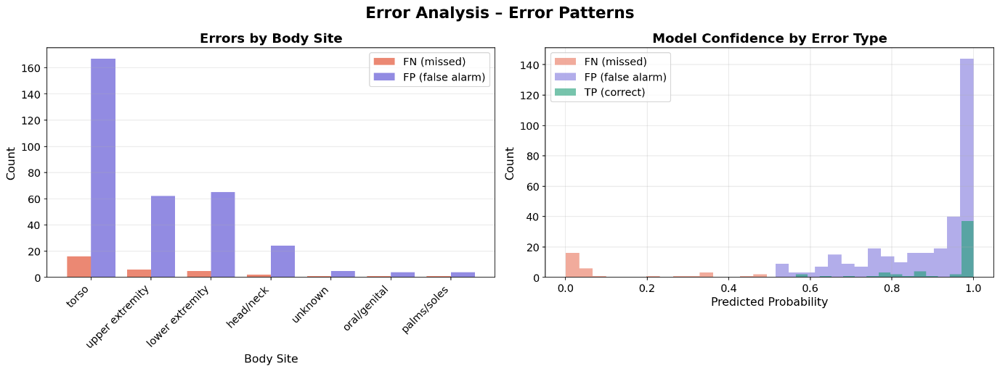 Error Analysis – Error Patterns
Errors by Body Site
FN (missed)
FP (false alarm)
160
140
120
100
80
60
40
20
0
Count
torso
upper extremity
lower extremity
head/neck
unknown
oral/genital
palms/soles
Body Site
Model Confidence by Error Type
FN (missed)
FP (false alarm)
TP (correct)
140
120
100
80
60
40
20
0
Count
0.0
0.2
0.4
0.6
0.8
1.0
Predicted Probability